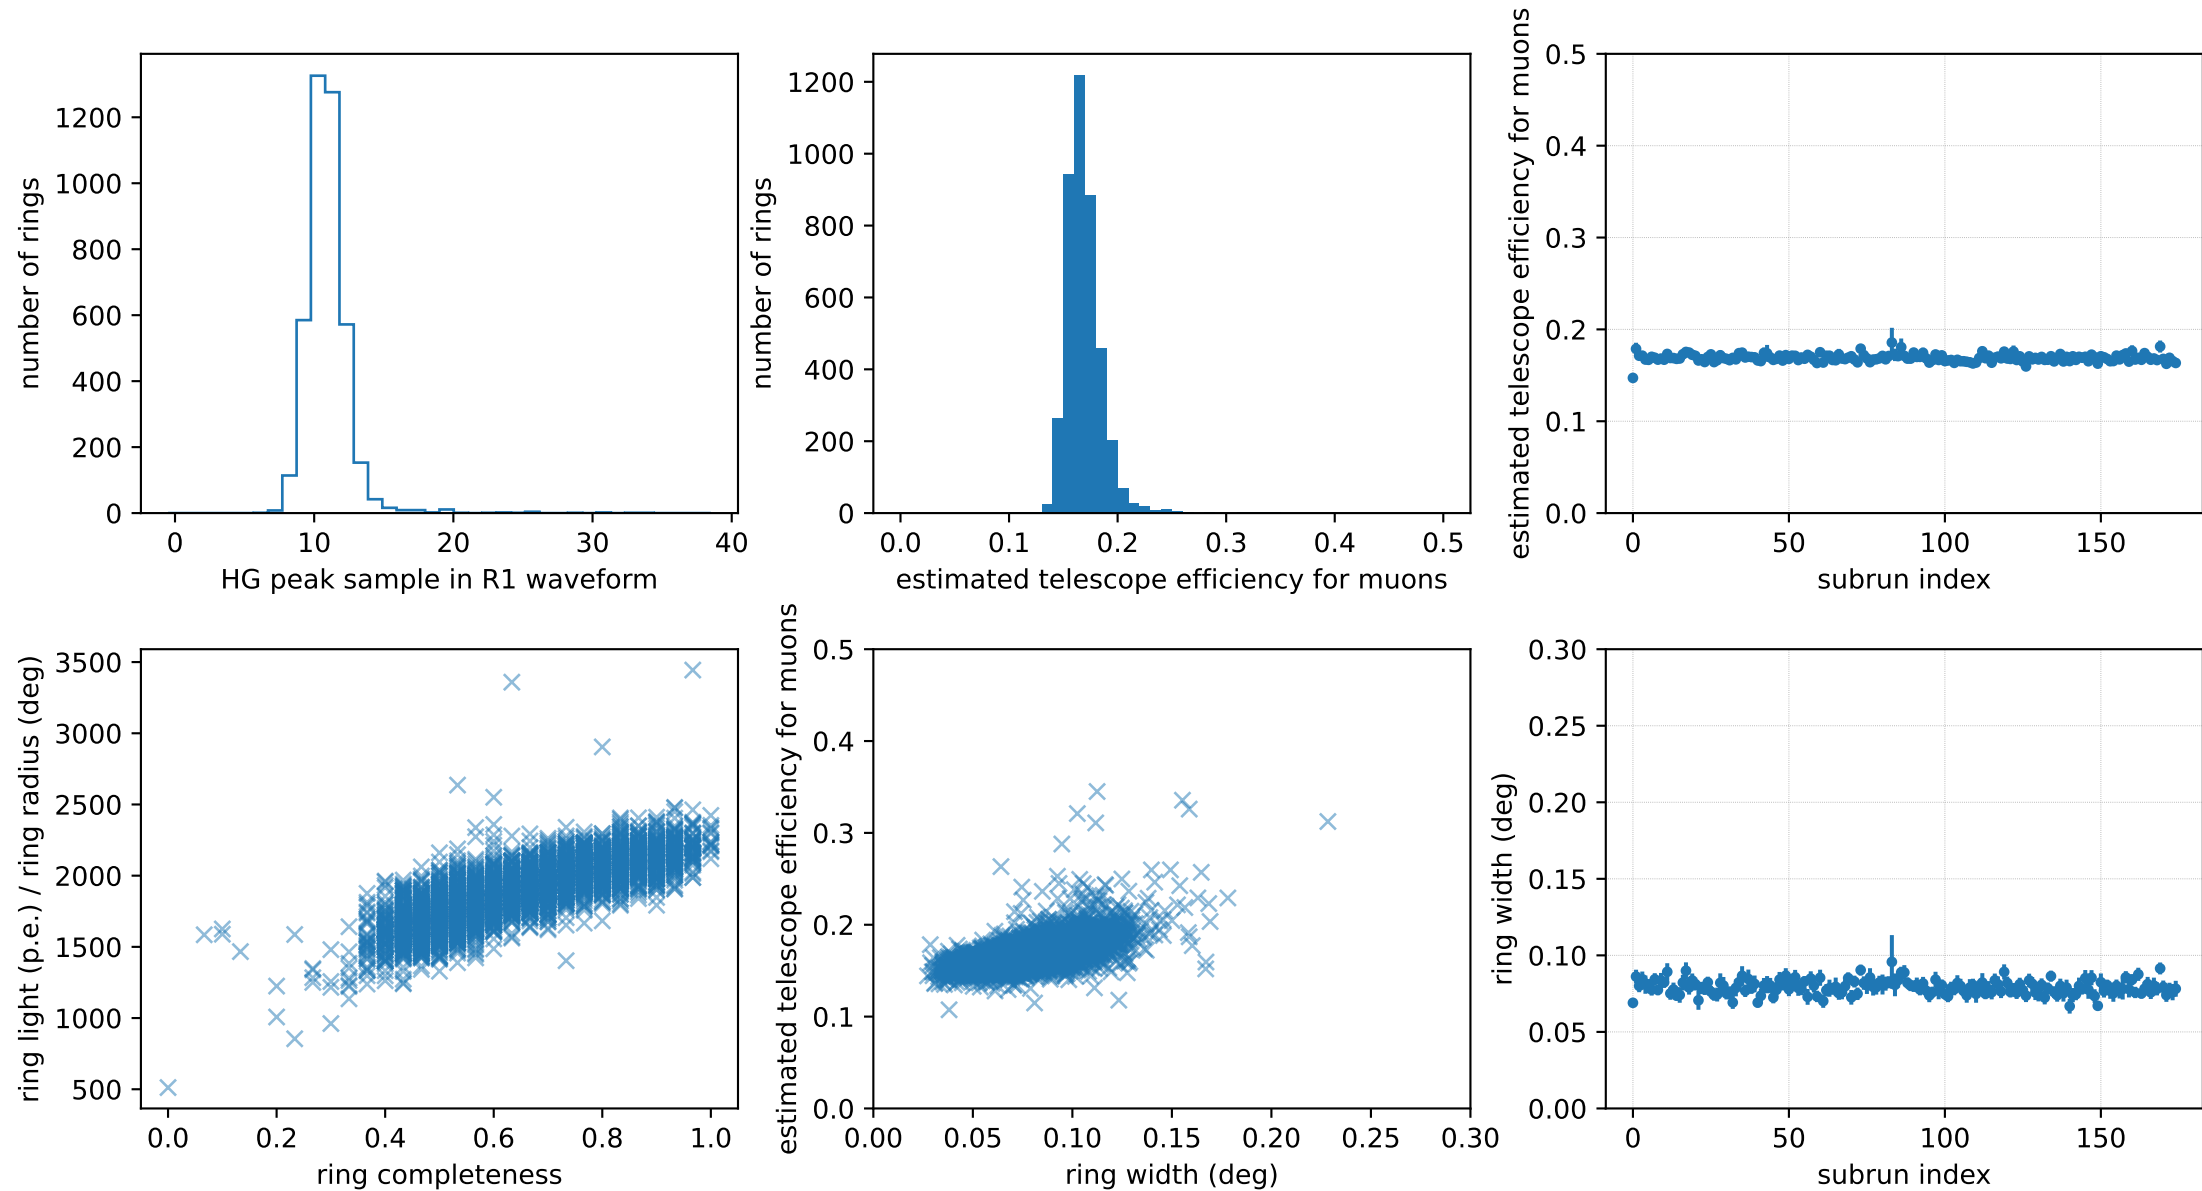 number of rings
0
200
400
600
800
1000
1200
0 10 20 30 40
HG peak sample in R1 waveform
number of rings
0
200
400
600
800
1000
1200
0.0 0.1 0.2 0.3 0.4 0.5
estimated telescope efficiency for muons
estimated telescope efficiency for muons
0.5
0.4
0.3
0.2
0.1
0.0
0 50 100 150
subrun index
ring light (p.e.) / ring radius (deg)
3500
3000
2500
2000
1500
1000
500
0.0 0.2 0.4 0.6 0.8 1.0
ring completeness
estimated telescope efficiency for muons
0.5
0.4
0.3
0.2
0.1
0.0
0.00 0.05 0.10 0.15 0.20 0.25 0.30
ring width (deg)
ring width (deg)
0.30
0.25
0.20
0.15
0.10
0.05
0.00
0 50 100 150
subrun index